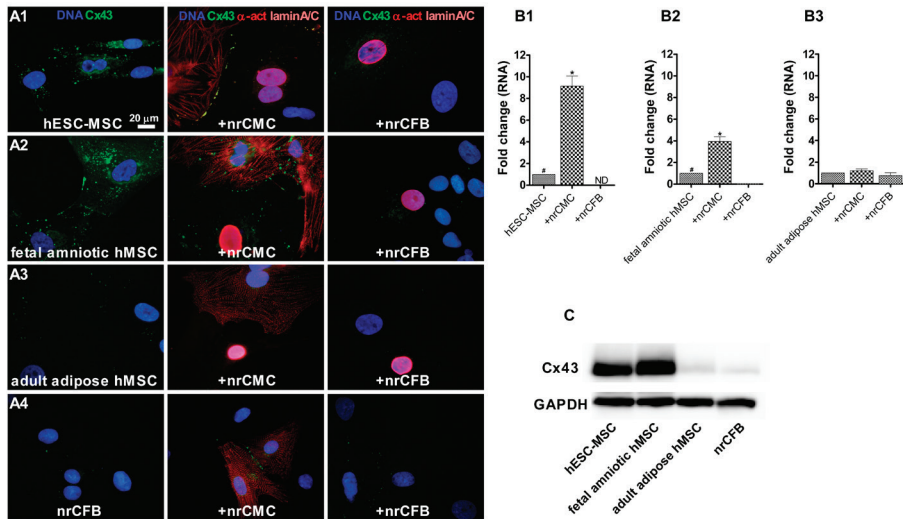 A1
DNA Cx43
DNA Cx43 α-act laminA/C
DNA Cx43 α-act laminA/C
hESC-MSC
20 µm
+nrCMC
+nrCFB
A2
fetal amniotic hMSC
+nrCMC
+nrCFB
A3
adult adipose hMSC
+nrCMC
+nrCFB
A4
nrCFB
+nrCMC
+nrCFB
B1
Fold change (RNA)
12
10
8
6
4
2
0
#
*
ND
hESC-MSC
+nrCMC
+nrCFB
B2
Fold change (RNA)
12
10
8
6
4
2
0
#
*
fetal amniotic hMSC
+nrCMC
+nrCFB
B3
Fold change (RNA)
12
10
8
6
4
2
0
adult adipose hMSC
+nrCMC
+nrCFB
C
Cx43
GAPDH
hESC-MSC
fetal amniotic hMSC
adult adipose hMSC
nrCFB